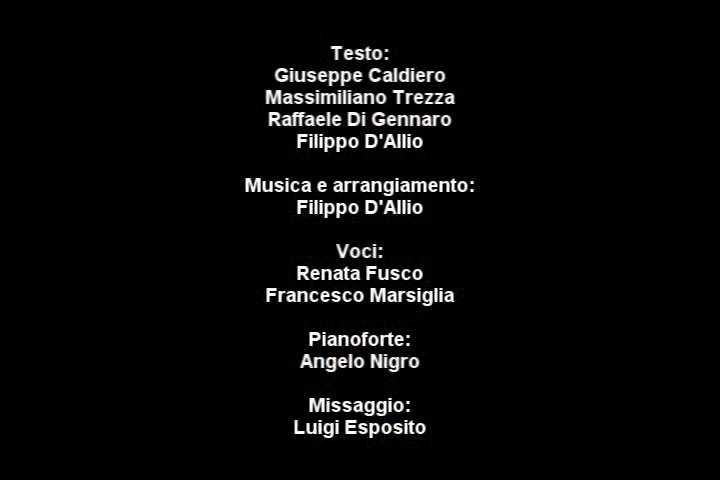 Testo:
Giuseppe Caldiero
Massimiliano Trezza
Raffaele Di Gennaro
Filippo D'Allio
Musica e arrangiamento:
Filippo D'Allio
Voci:
Renata Fusco
Francesco Marsiglia
Pianoforte:
Angelo Nigro
Missaggio:
Luigi Esposito